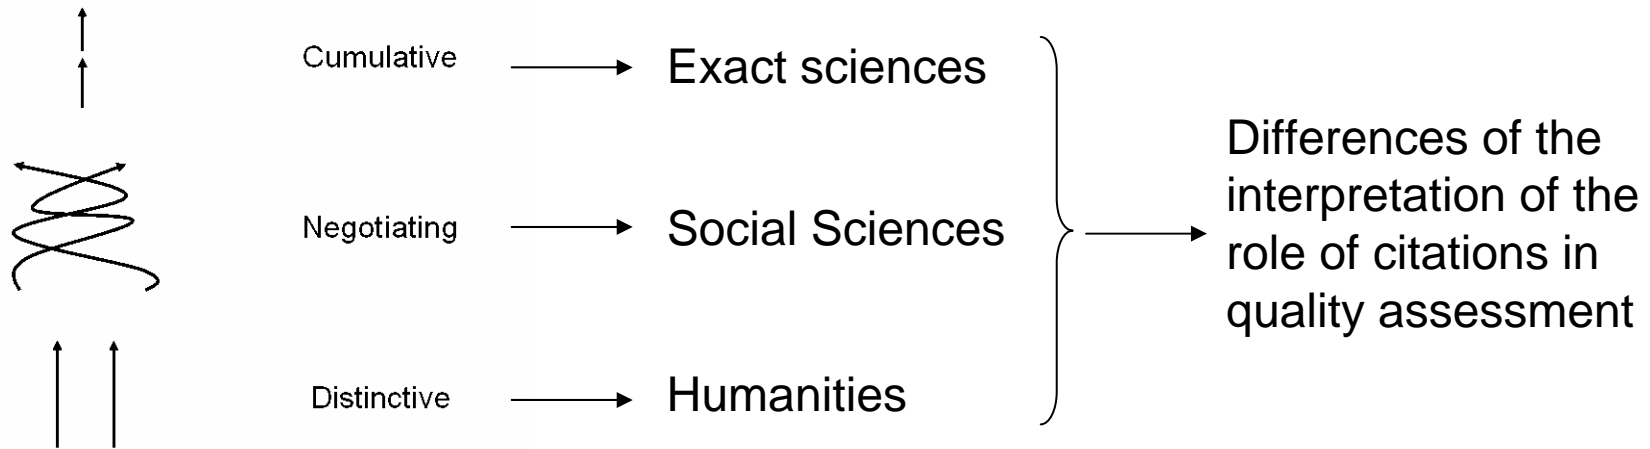 Cumulative
Exact sciences
Negotiating
Social Sciences
Distinctive
Humanities
Differences of the
interpretation of the
role of citations in
quality assessment